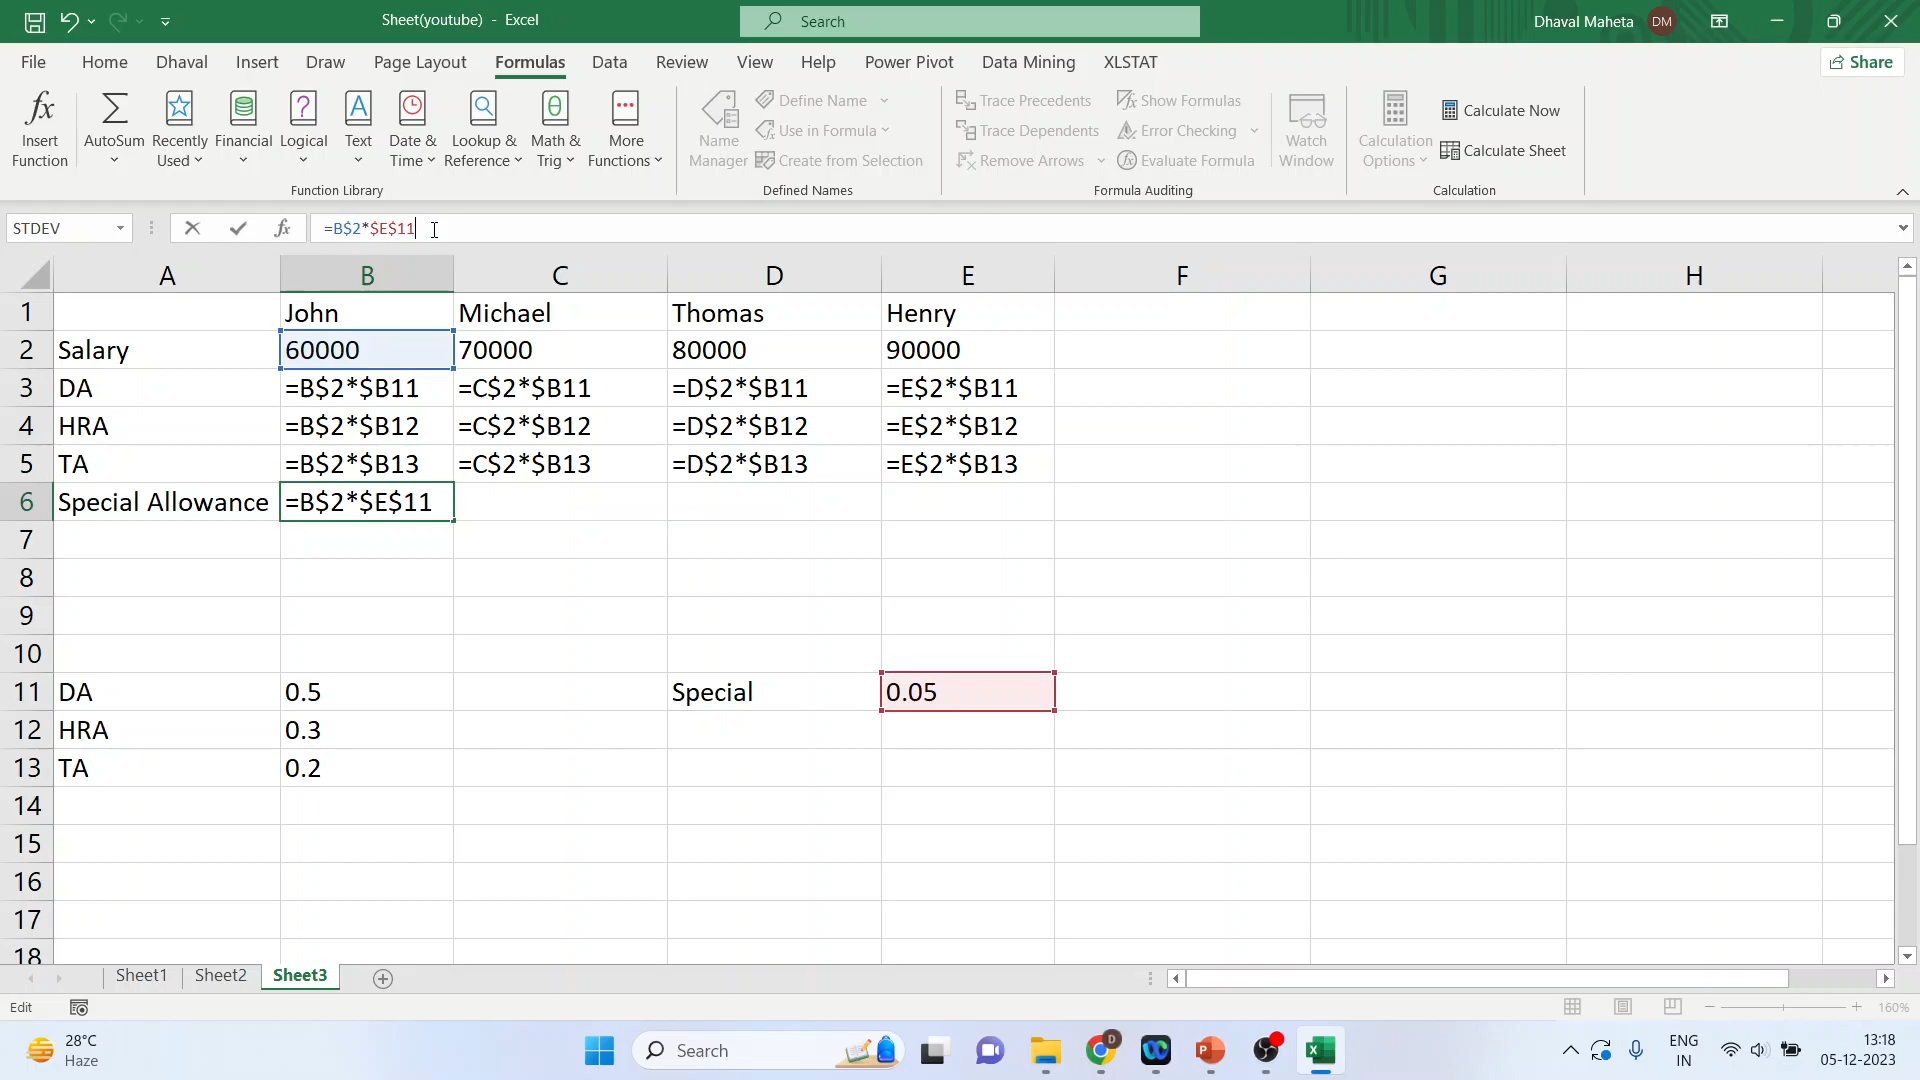 Sheet(youtube) - Excel
Search
Dhaval Maheta
DM
File Home Dhaval Insert Draw Page Layout Formulas Data Review View Help Power Pivot Data Mining XLSTAT
Share
fx
Insert Function
AutoSum
Recently Used
Financial
Logical
Text
Date & Time
Lookup & Reference
Math & Trig
More Functions
Function Library
Name Manager
Define Name
Use in Formula
Create from Selection
Defined Names
Trace Precedents
Trace Dependents
Remove Arrows
Show Formulas
Error Checking
Evaluate Formula
Formula Auditing
Watch Window
Calculation Options
Calculate Now
Calculate Sheet
Calculation
STDEV
fx
=B$2*$E$11
A B C D E F G H
1 John Michael Thomas Henry
2 Salary 60000 70000 80000 90000
3 DA =B$2*$B11 =C$2*$B11 =D$2*$B11 =E$2*$B11
4 HRA =B$2*$B12 =C$2*$B12 =D$2*$B12 =E$2*$B12
5 TA =B$2*$B13 =C$2*$B13 =D$2*$B13 =E$2*$B13
6 Special Allowance =B$2*$E$11
7
8
9
10
11 DA 0.5 Special 0.05
12 HRA 0.3
13 TA 0.2
14
15
16
17
18
Sheet1 Sheet2 Sheet3
Edit
160%
28°C
Haze
Search
D
ENG
IN
13:18
05-12-2023